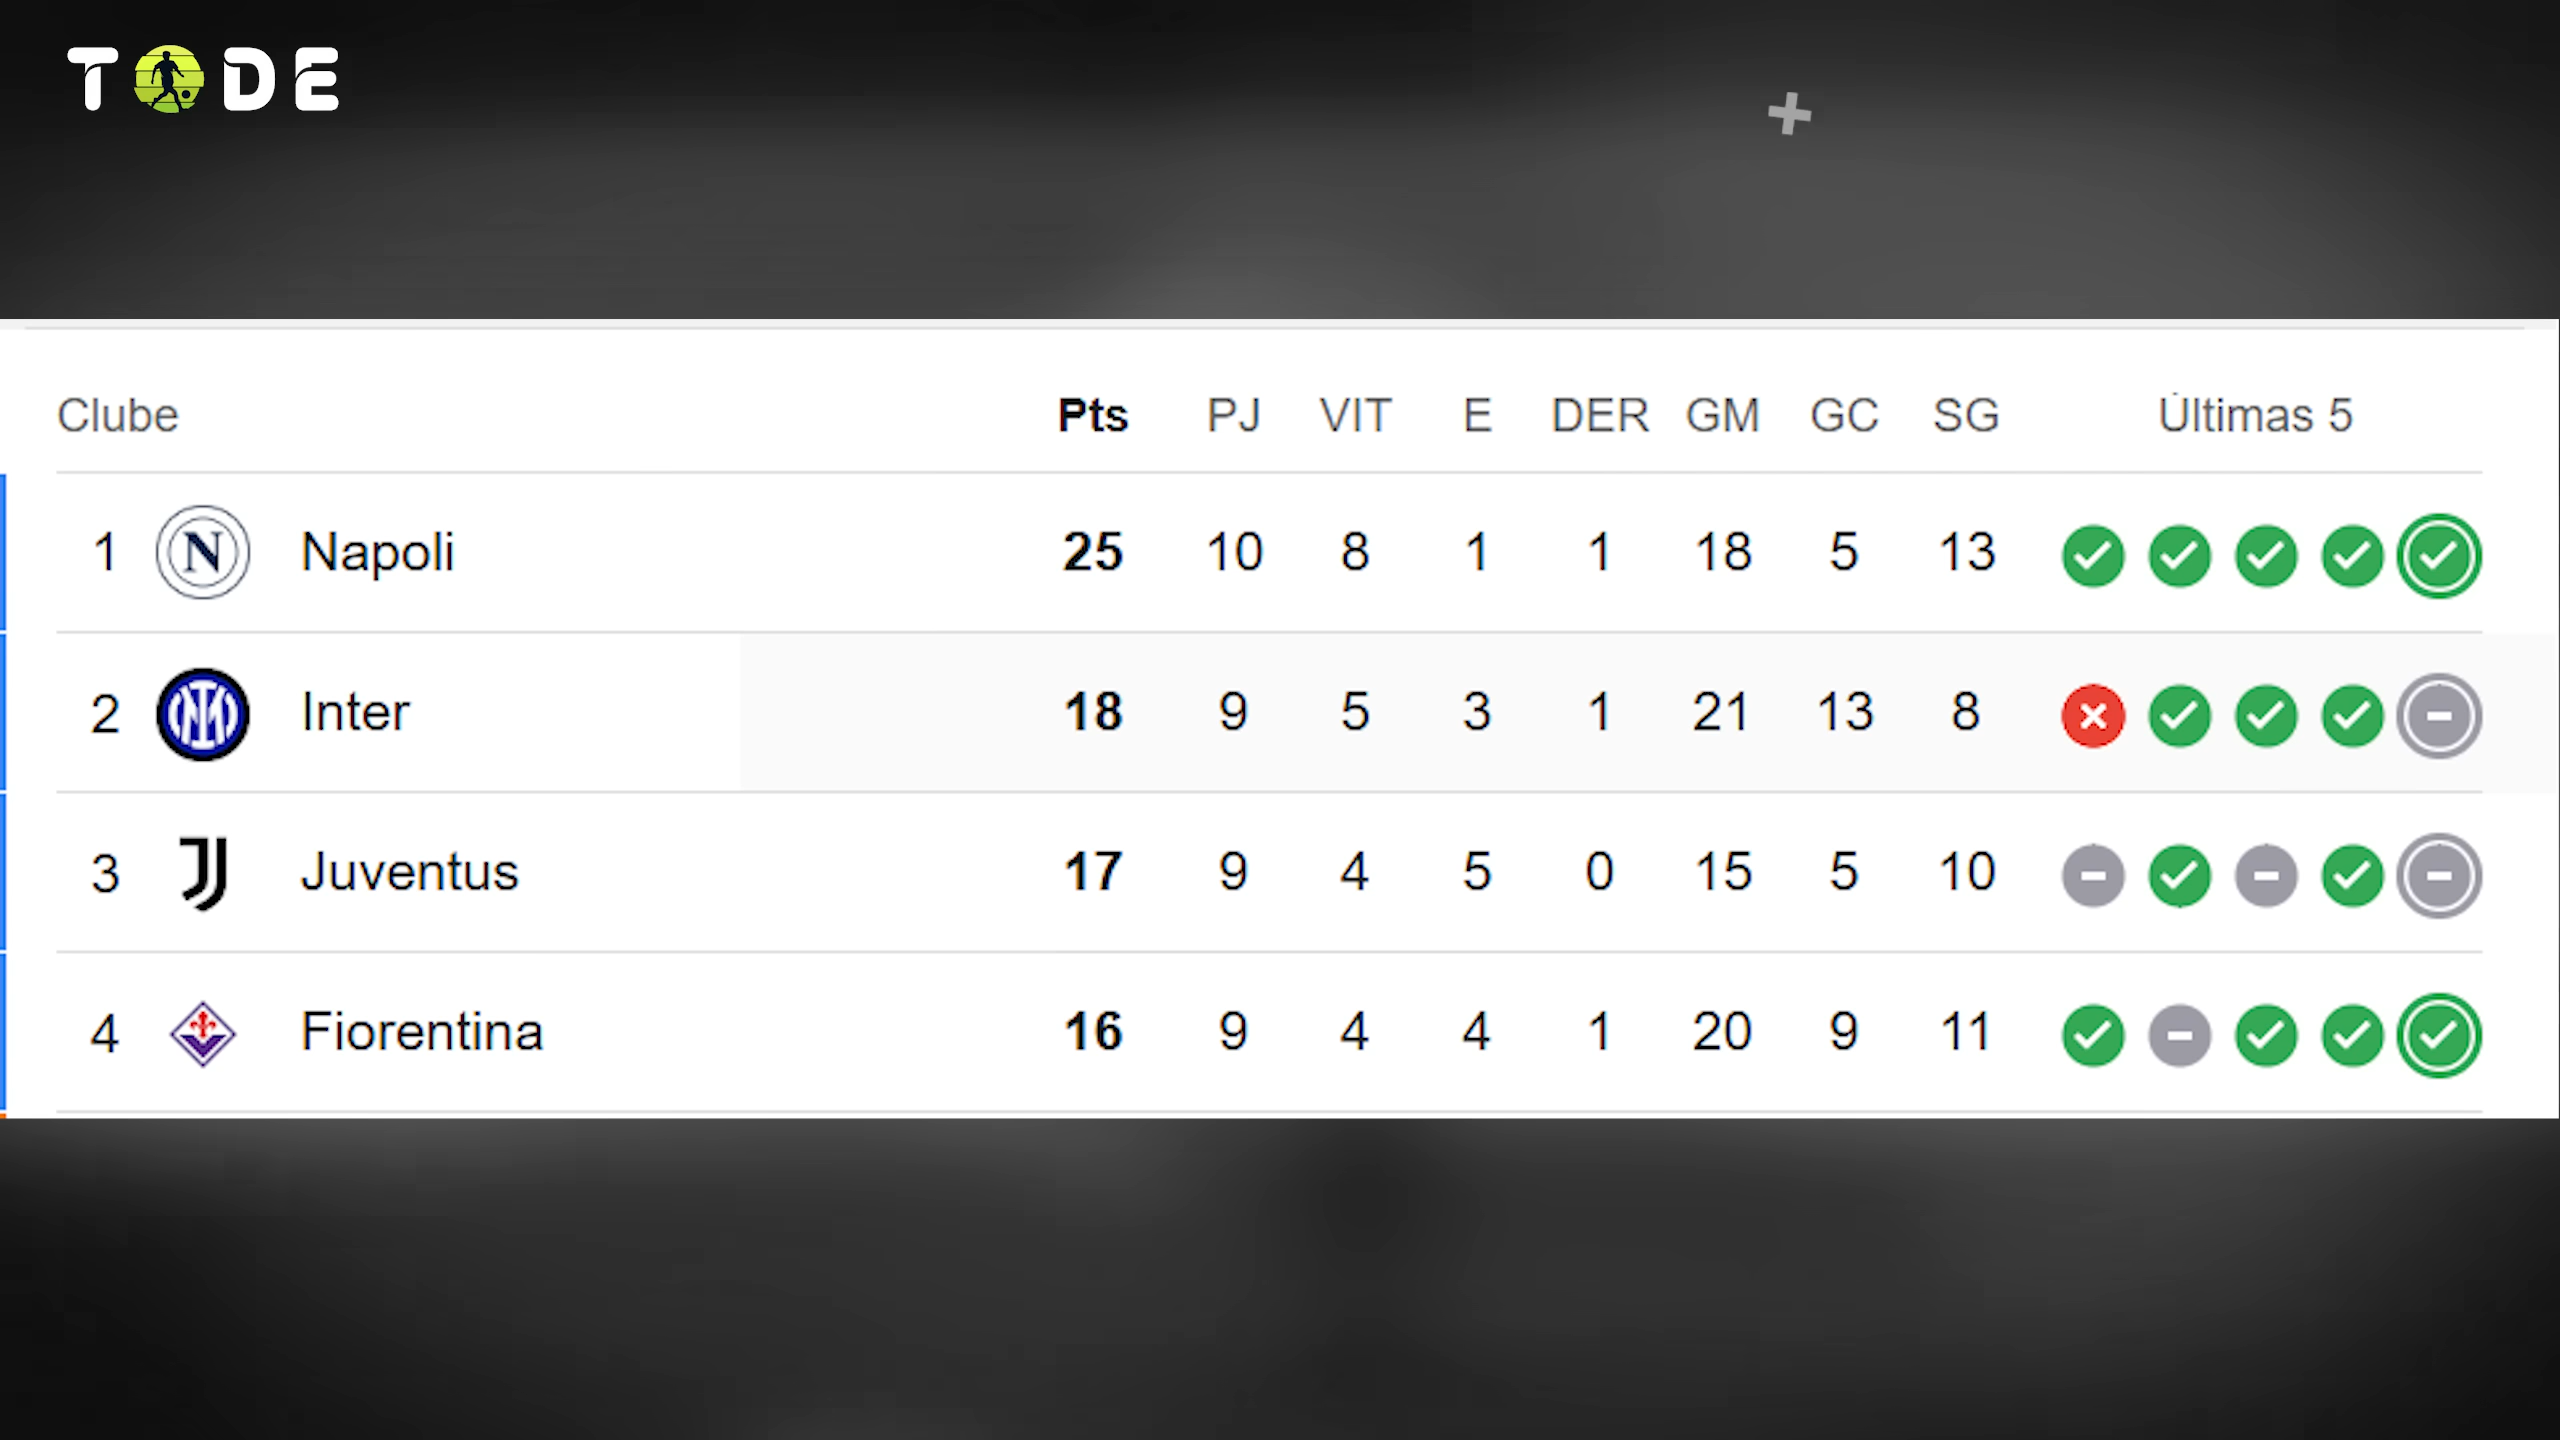 TODE
Clube Pts PJ VIT E DER GM GC SG Últimas 5
1 N Napoli 25 10 8 1 1 18 5 13
2 Inter 18 9 5 3 1 21 13 8
3 Juventus 17 9 4 5 0 15 5 10
4 Fiorentina 16 9 4 4 1 20 9 11